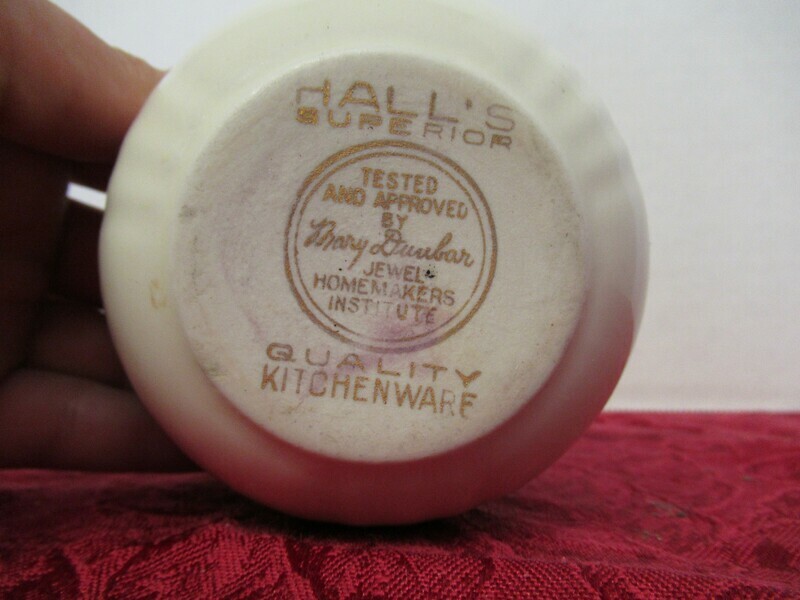 HALL'S
SUPERIOR
TESTED
AND APPROVED
BY
Mary Dunbar
JEWEL
HOMEMAKERS
INSTITUTE
QUALITY
KITCHENWARE